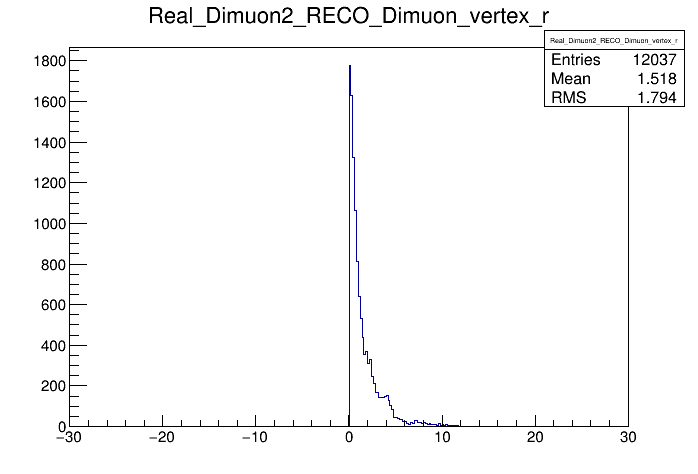 Real_Dimuon2_RECO_Dimuon_vertex_r
Real_Dimuon2_RECO_Dimuon_vertex_r
Entries 12037
Mean 1.518
RMS 1.794
1800
1600
1400
1200
1000
800
600
400
200
0
−30 −20 −10 0 10 20 30